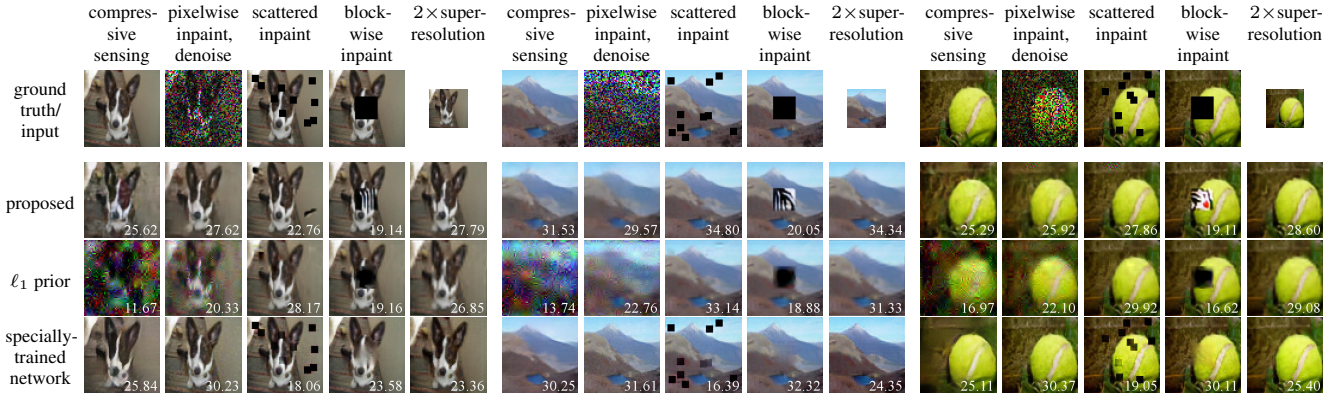 compres- pixelwise scattered block- 2×super- compres- pixelwise scattered block- 2×super- compres- pixelwise scattered block- 2×super-
sive inpaint, inpaint wise resolution sive inpaint, inpaint wise resolution sive inpaint, inpaint wise resolution
sensing denoise inpaint sensing denoise inpaint sensing denoise inpaint
ground
truth/
input
proposed
25.62 27.62 22.76 19.14 27.79 31.53 29.57 34.80 20.05 34.34 25.29 25.92 27.86 19.11 28.60
ℓ1 prior
11.67 20.33 28.17 19.16 26.85 13.74 22.76 33.14 18.88 31.33 16.97 22.10 29.92 16.62 29.08
specially-
trained
network
25.84 30.23 18.06 23.58 23.36 30.25 31.61 16.39 32.32 24.35 25.11 30.37 19.05 30.11 25.40